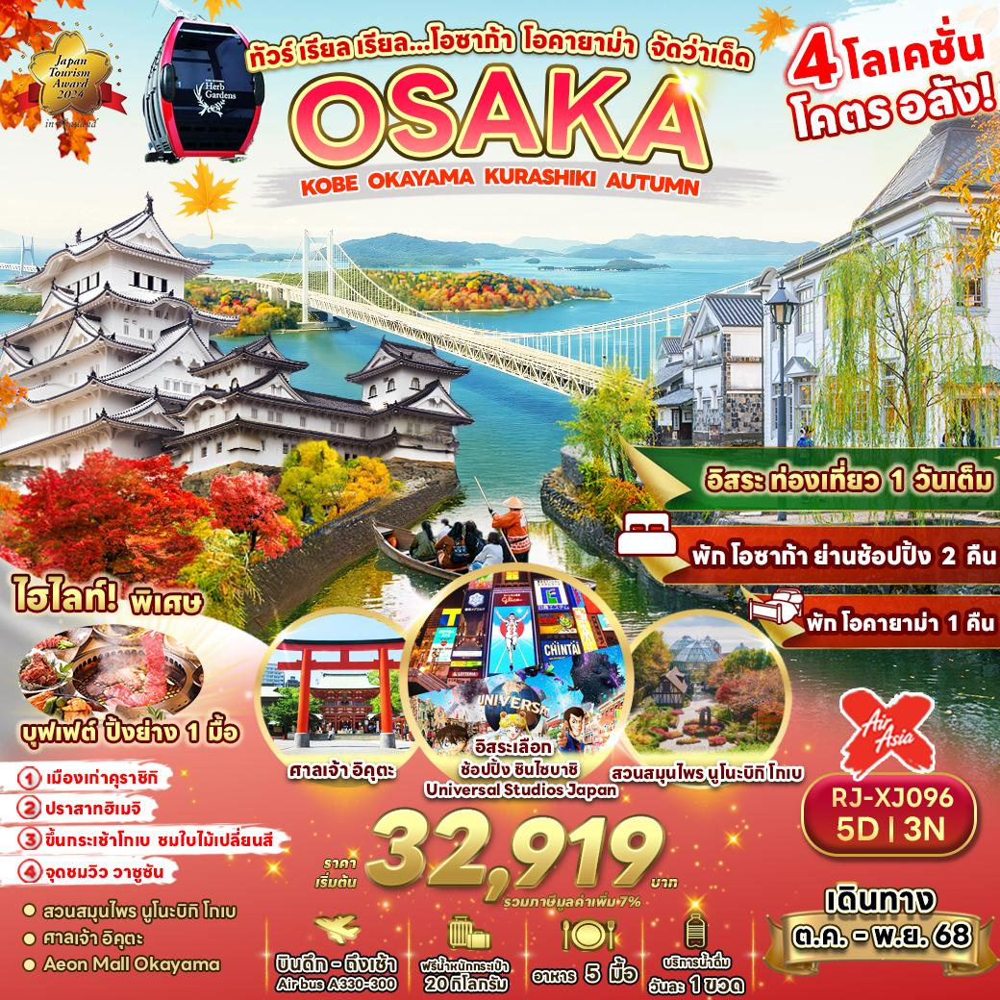 Japan
Tourism
Award
2024
in Thailand
Herb
Gardens
ทัวร์ เรียล เรียล...โอซาก้า โอคายาม่า จัดว่าเด็ด
OSAKA
KOBE OKAYAMA KURASHIKI AUTUMN
4 โลเคชั่น
โคตร อลัง!
อิสระ ท่องเที่ยว 1 วันเต็ม
พัก โอซาก้า ย่านช้อปปิ้ง 2 คืน
พัก โอคายาม่า 1 คืน
ไฮไลท์! พิเศษ
บุฟเฟต์ ปิ้งย่าง 1 มื้อ
glico
CHINTAI
LOTTERIA
UNIVERSAL
ศาลเจ้า อิคุตะ
อิสระเลือก
ช้อปปิ้ง ชินไซบาชิ
Universal Studios Japan
สวนสมุนไพร นูโนะบิกิ โกเบ
1 เมืองเก่าคุราชิกิ
2 ปราสาทฮิเมจิ
3 ขึ้นกระเช้าโกเบ ชมใบไม้เปลี่ยนสี
4 จุดชมวิว วาชูซัน
สวนสมุนไพร นูโนะบิกิ โกเบ
ศาลเจ้า อิคุตะ
Aeon Mall Okayama
ราคา
เริ่มต้น
32,919 บาท
รวมภาษีมูลค่าเพิ่ม 7%
Air
Asia
X
RJ-XJ096
5D | 3N
เดินทาง
ต.ค. - พ.ย. 68
บินดึก - ถึงเช้า
Airbus A330-300
ฟรีน้ำหนักกระเป๋า
20 กิโลกรัม
อาหาร 5 มื้อ
บริการน้ำดื่ม
วันละ 1 ขวด